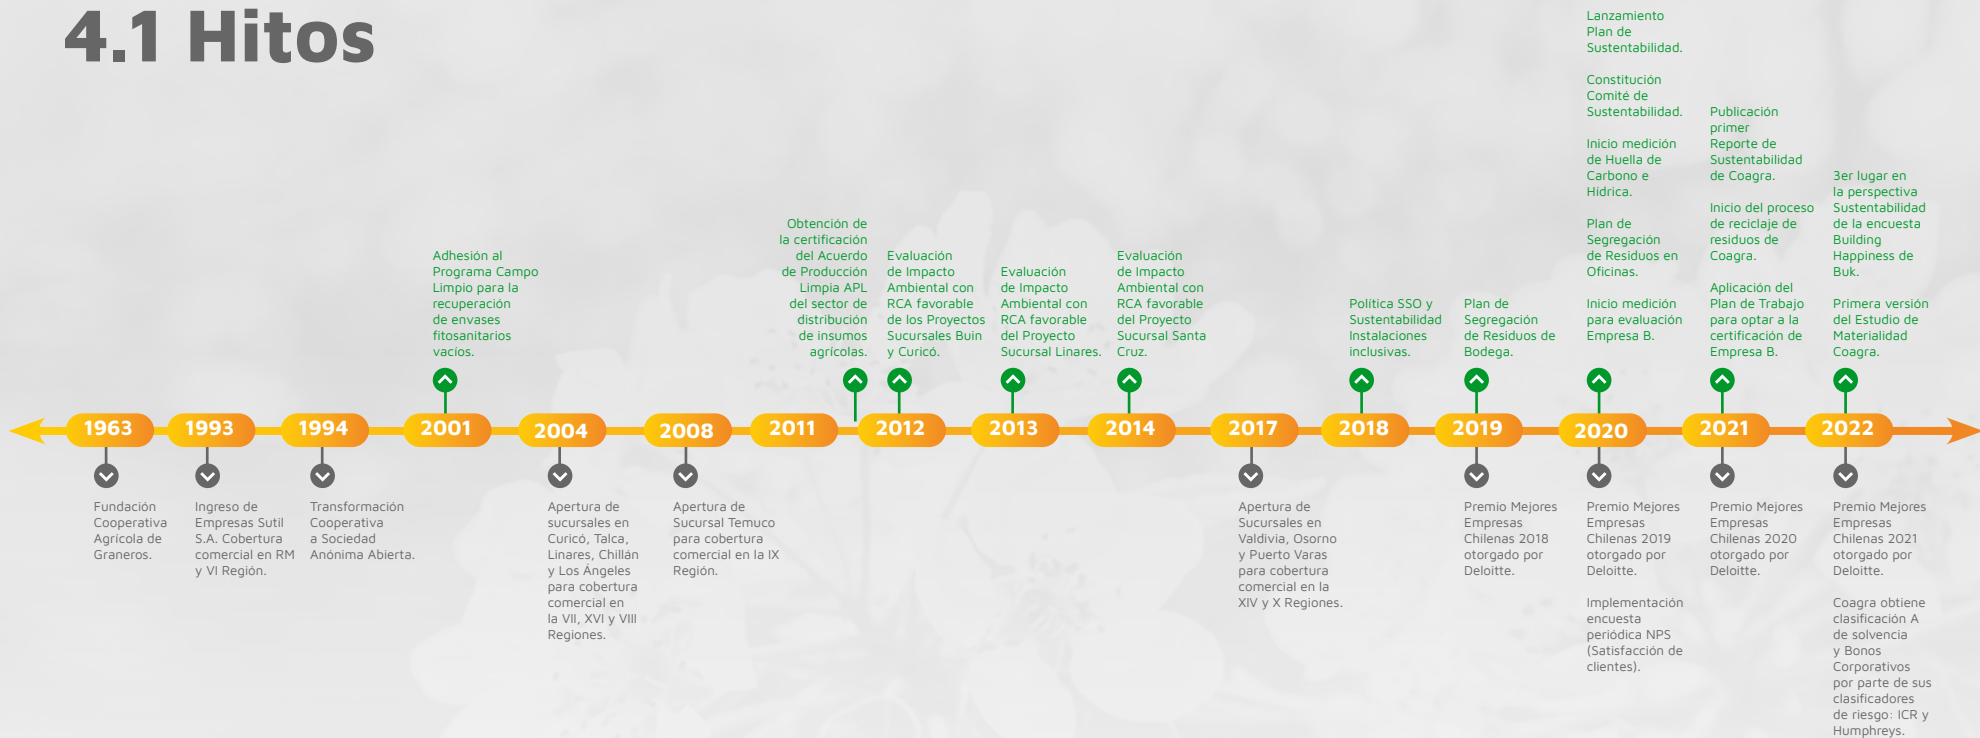 4.1 Hitos
1963
Fundación
Cooperativa
Agrícola de
Graneros.
1993
Ingreso de
Empresas Sutil
S.A. Cobertura
comercial en RM
y VI Región.
1994
Transformación
Cooperativa
a Sociedad
Anónima Abierta.
Adhesión al
Programa Campo
Limpio para la
recuperación
de envases
fitosanitarios
vacíos.
2001
2004
Apertura de
sucursales en
Curicó, Talca,
Linares, Chillán
y Los Ángeles
para cobertura
comercial en
la VII, XVI y VIII
Regiones.
2008
Apertura de
Sucursal Temuco
para cobertura
comercial en la IX
Región.
Obtención de
la certificación
del Acuerdo
de Producción
Limpia APL
del sector de
distribución
de insumos
agrícolas.
2011
Evaluación
de Impacto
Ambiental con
RCA favorable
de los Proyectos
Sucursales Buin
y Curicó.
2012
Evaluación
de Impacto
Ambiental con
RCA favorable
del Proyecto
Sucursal Linares.
2013
Evaluación
de Impacto
Ambiental con
RCA favorable
del Proyecto
Sucursal Santa
Cruz.
2014
2017
Apertura de
Sucursales en
Valdivia, Osorno
y Puerto Varas
para cobertura
comercial en la
XIV y X Regiones.
Política SSO y
Sustentabilidad
Instalaciones
inclusivas.
2018
Plan de
Segregación
de Residuos de
Bodega.
2019
Premio Mejores
Empresas
Chilenas 2018
otorgado por
Deloitte.
Lanzamiento
Plan de
Sustentabilidad.
Constitución
Comité de
Sustentabilidad.
Inicio medición
de Huella de
Carbono e
Hídrica.
Plan de
Segregación
de Residuos en
Oficinas.
Inicio medición
para evaluación
Empresa B.
2020
Premio Mejores
Empresas
Chilenas 2019
otorgado por
Deloitte.
Implementación
encuesta
periódica NPS
(Satisfacción de
clientes).
Publicación
primer
Reporte de
Sustentabilidad
de Coagra.
Inicio del proceso
de reciclaje de
residuos de
Coagra.
Aplicación del
Plan de Trabajo
para optar a la
certificación de
Empresa B.
2021
Premio Mejores
Empresas
Chilenas 2020
otorgado por
Deloitte.
3er lugar en
la perspectiva
Sustentabilidad
de la encuesta
Building
Happiness de
Buk.
Primera versión
del Estudio de
Materialidad
Coagra.
2022
Premio Mejores
Empresas
Chilenas 2021
otorgado por
Deloitte.
Coagra obtiene
clasificación A
de solvencia
y Bonos
Corporativos
por parte de sus
clasificadores
de riesgo: ICR y
Humphreys.